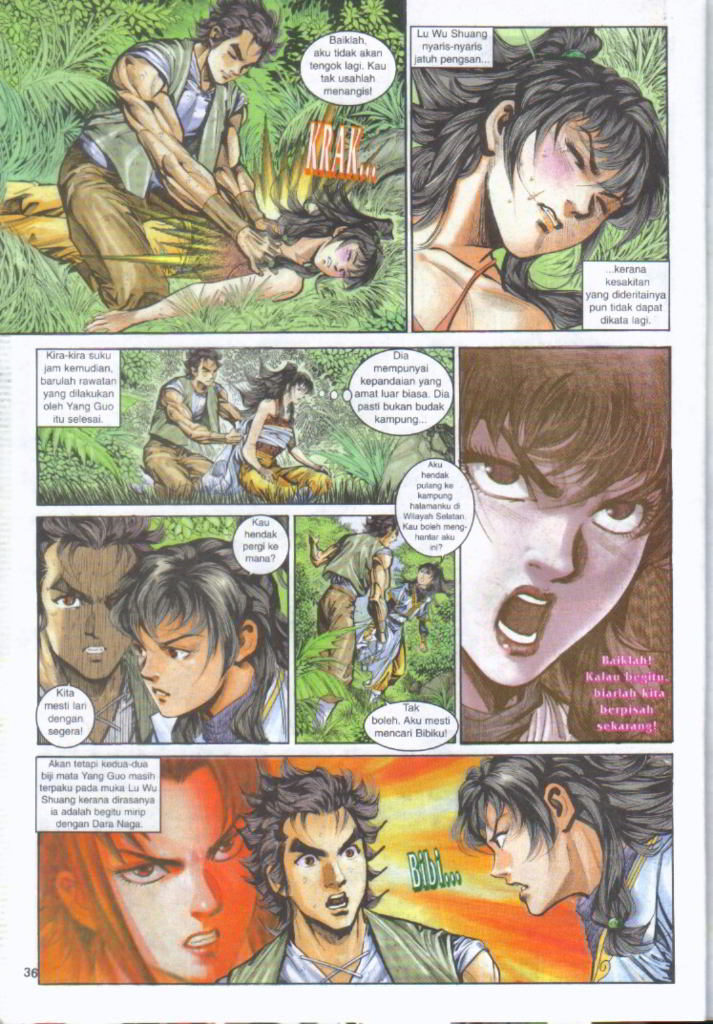 Baiklah,
aku tidak akan
tengok lagi. Kau
tak usahlah
menangis!
KRAK...
Lu Wu Shuang
nyaris-nyaris
jatuh pengsan...
...kerana
kesakitan
yang dideritainya
pun tidak dapat
dikata lagi.
Kira-kira suku
jam kemudian,
barulah rawatan
yang dilakukan
oleh Yang Guo
itu selesai.
Dia
mempunyai
kepandaian yang
amat luar biasa. Dia
pasti bukan budak
kampung...
Kau
hendak
pergi ke
mana?
Kita
mesti lari
dengan
segera!
Aku
hendak
pulang ke
kampung
halamanku di
Wilayah Selatan.
Kau boleh meng-
hantar aku
ini?
Tak
boleh. Aku mesti
mencari Bibiku!
Baiklah!
Kalau begitu,
biarlah kita
berpisah
sekarang!
Akan tetapi kedua-dua
biji mata Yang Guo masih
terpaku pada muka Lu Wu
Shuang kerana dirasanya
ia adalah begitu mirip
dengan Dara Naga.
Bibi...
36